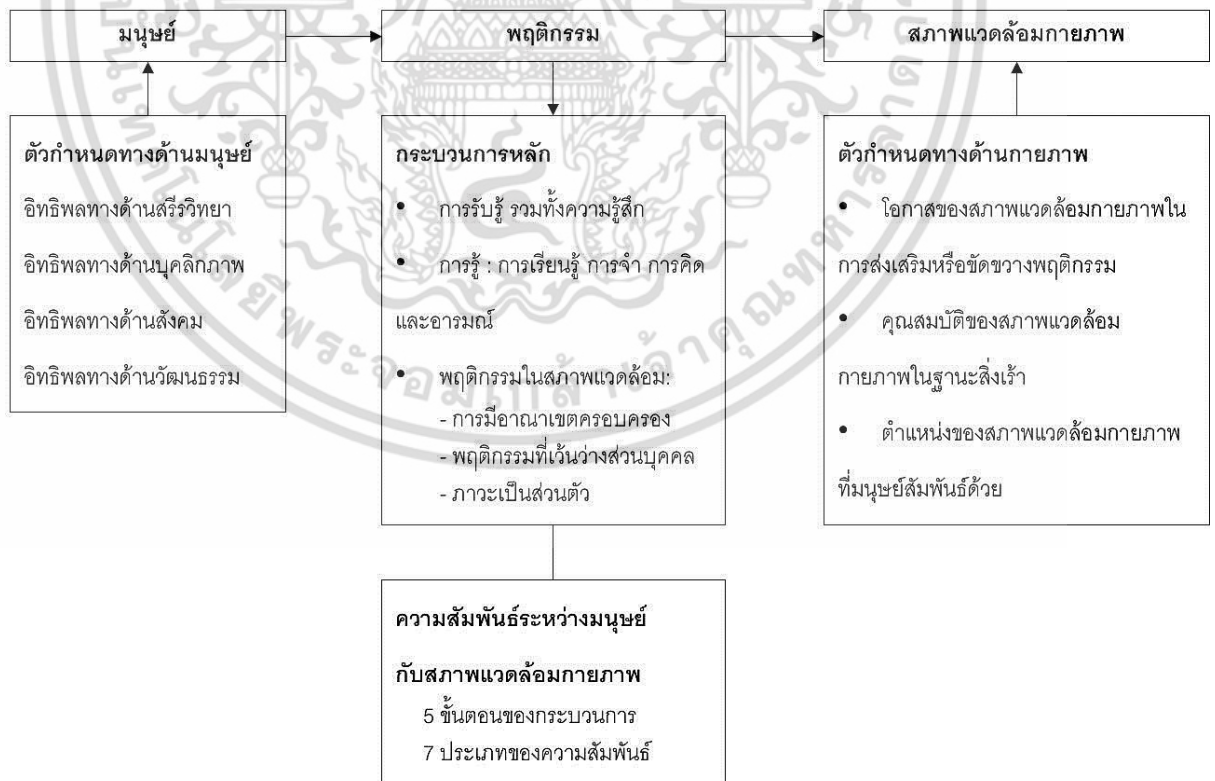 มนุษย์
พฤติกรรม
สภาพแวดล้อมกายภาพ
ตัวกำหนดทางด้านมนุษย์
อิทธิพลทางด้านสรีรวิทยา
อิทธิพลทางด้านบุคลิกภาพ
อิทธิพลทางด้านสังคม
อิทธิพลทางด้านวัฒนธรรม
กระบวนการหลัก
• การรับรู้ รวมทั้งความรู้สึก
• การรู้ : การเรียนรู้ การจำ การคิด
และอารมณ์
• พฤติกรรมในสภาพแวดล้อม:
- การมีอาณาเขตครอบครอง
- พฤติกรรมที่เว้นว่างส่วนบุคคล
- ภาวะเป็นส่วนตัว
ตัวกำหนดทางด้านกายภาพ
• โอกาสของสภาพแวดล้อมกายภาพใน
การส่งเสริมหรือขัดขวางพฤติกรรม
• คุณสมบัติของสภาพแวดล้อม
กายภาพในฐานะสิ่งเร้า
• ตำแหน่งของสภาพแวดล้อมกายภาพ
ที่มนุษย์สัมพันธ์ด้วย
ความสัมพันธ์ระหว่างมนุษย์
กับสภาพแวดล้อมกายภาพ
5 ขั้นตอนของกระบวนการ
7 ประเภทของความสัมพันธ์